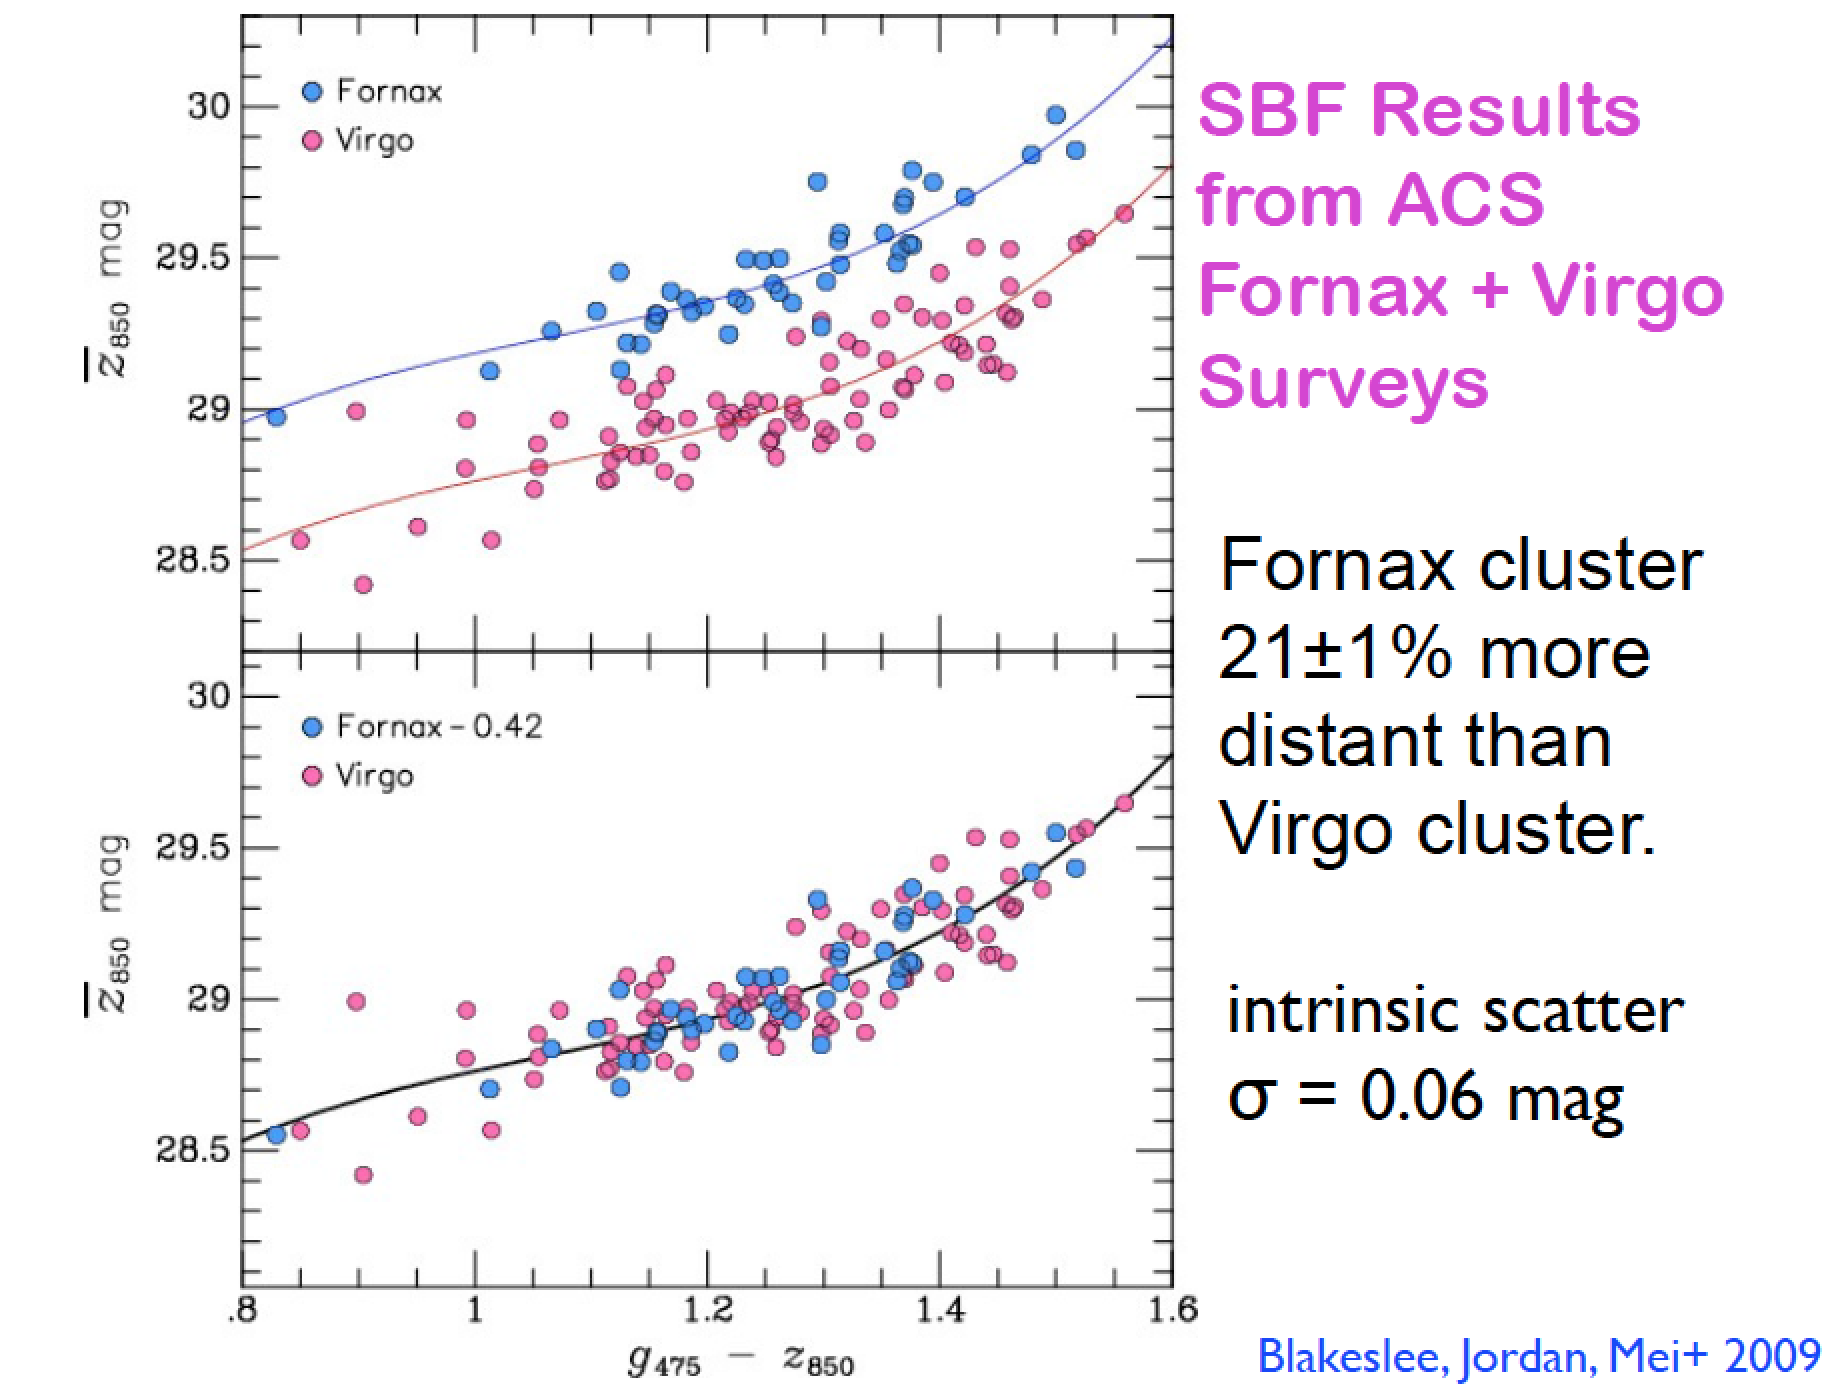 Fornax
Virgo
30
29.5
29
28.5
z̅850 mag
Fornax – 0.42
Virgo
30
29.5
29
28.5
z̅850 mag
.8 1 1.2 1.4 1.6
g475 – z850
SBF Results
from ACS
Fornax + Virgo
Surveys
Fornax cluster
21±1% more
distant than
Virgo cluster.
intrinsic scatter
σ = 0.06 mag
Blakeslee, Jordan, Mei+ 2009